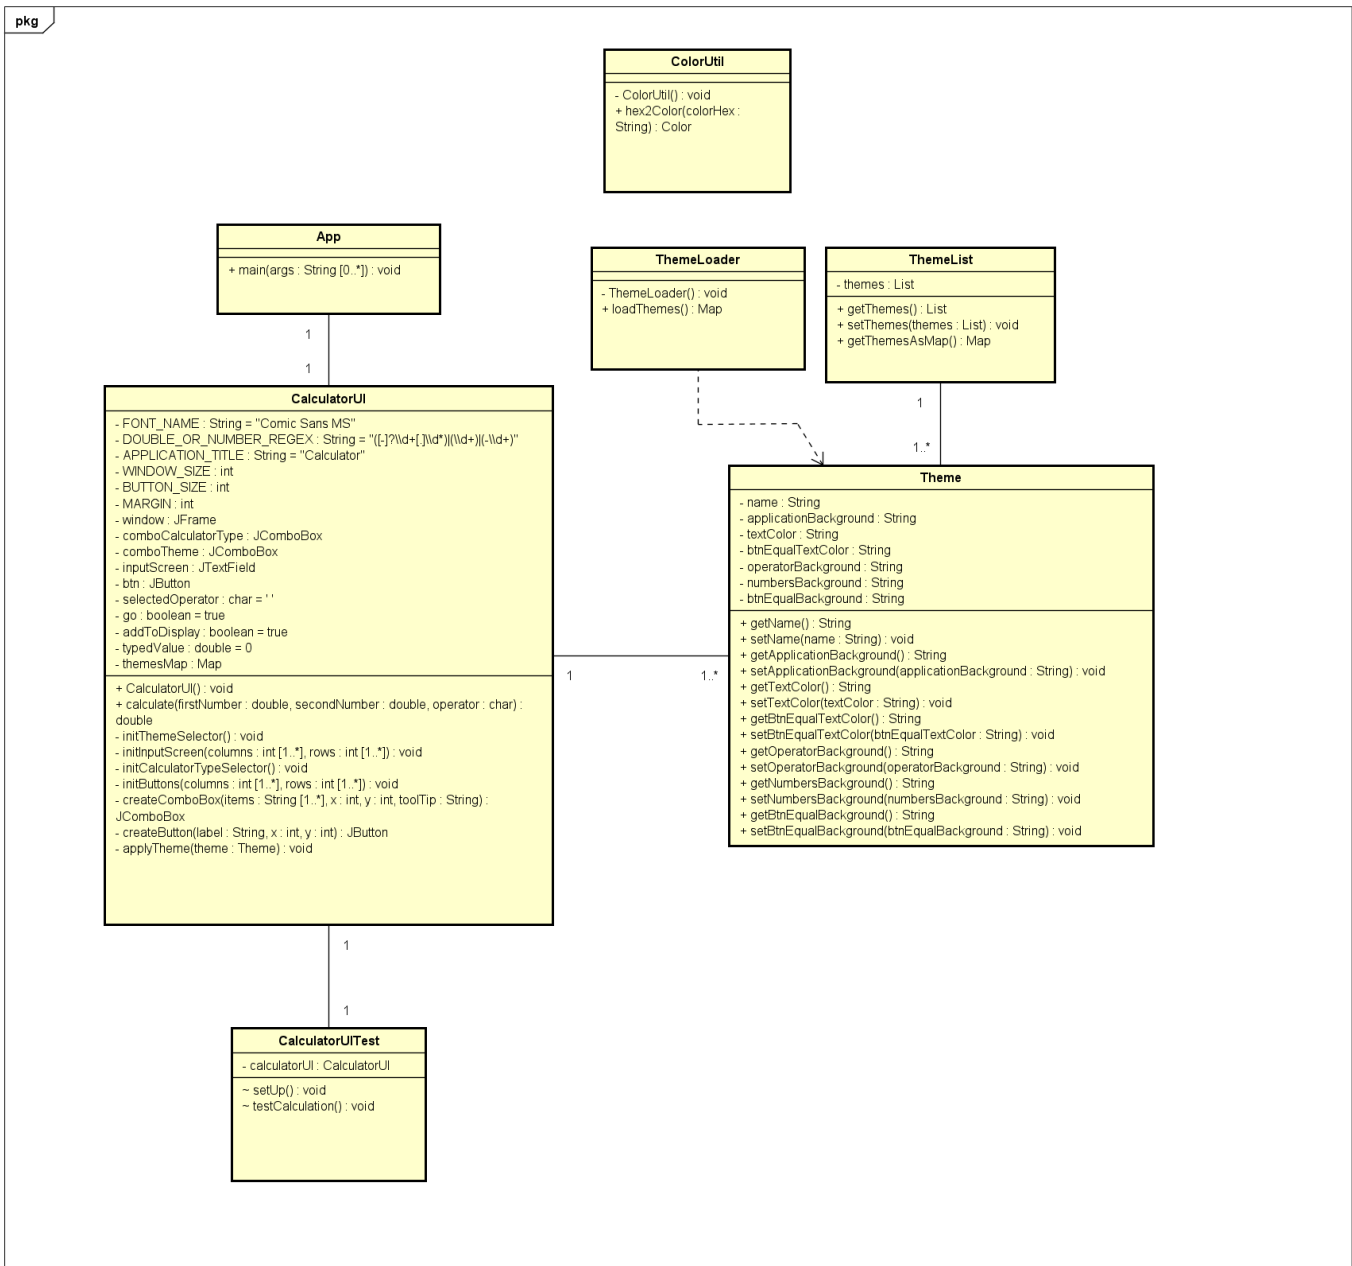 pkg
ColorUtil
- ColorUtil() : void
+ hex2Color(colorHex :
String) : Color
App
+ main(args : String [0..*]) : void
ThemeLoader
- ThemeLoader() : void
+ loadThemes() : Map
ThemeList
- themes : List
+ getThemes() : List
+ setThemes(themes : List) : void
+ getThemesAsMap() : Map
1
1
1
1..*
CalculatorUI
- FONT_NAME : String = "Comic Sans MS"
- DOUBLE_OR_NUMBER_REGEX : String = "([-]?\\d+[.]\\d*)|(\\d+)|(-\\d+)"
- APPLICATION_TITLE : String = "Calculator"
- WINDOW_SIZE : int
- BUTTON_SIZE : int
- MARGIN : int
- window : JFrame
- comboCalculatorType : JComboBox
- comboTheme : JComboBox
- inputScreen : JTextField
- btn : JButton
- selectedOperator : char = ' '
- go : boolean = true
- addToDisplay : boolean = true
- typedValue : double = 0
- themesMap : Map
+ CalculatorUI() : void
+ calculate(firstNumber : double, secondNumber : double, operator : char) :
double
- initThemeSelector() : void
- initInputScreen(columns : int [1..*], rows : int [1..*]) : void
- initCalculatorTypeSelector() : void
- initButtons(columns : int [1..*], rows : int [1..*]) : void
- createComboBox(items : String [1..*], x : int, y : int, toolTip : String) :
JComboBox
- createButton(label : String, x : int, y : int) : JButton
- applyTheme(theme : Theme) : void
1
1..*
Theme
- name : String
- applicationBackground : String
- textColor : String
- btnEqualTextColor : String
- operatorBackground : String
- numbersBackground : String
- btnEqualBackground : String
+ getName() : String
+ setName(name : String) : void
+ getApplicationBackground() : String
+ setApplicationBackground(applicationBackground : String) : void
+ getTextColor() : String
+ setTextColor(textColor : String) : void
+ getBtnEqualTextColor() : String
+ setBtnEqualTextColor(btnEqualTextColor : String) : void
+ getOperatorBackground() : String
+ setOperatorBackground(operatorBackground : String) : void
+ getNumbersBackground() : String
+ setNumbersBackground(numbersBackground : String) : void
+ getBtnEqualBackground() : String
+ setBtnEqualBackground(btnEqualBackground : String) : void
1
1
CalculatorUITest
- calculatorUI : CalculatorUI
~ setUp() : void
~ testCalculation() : void